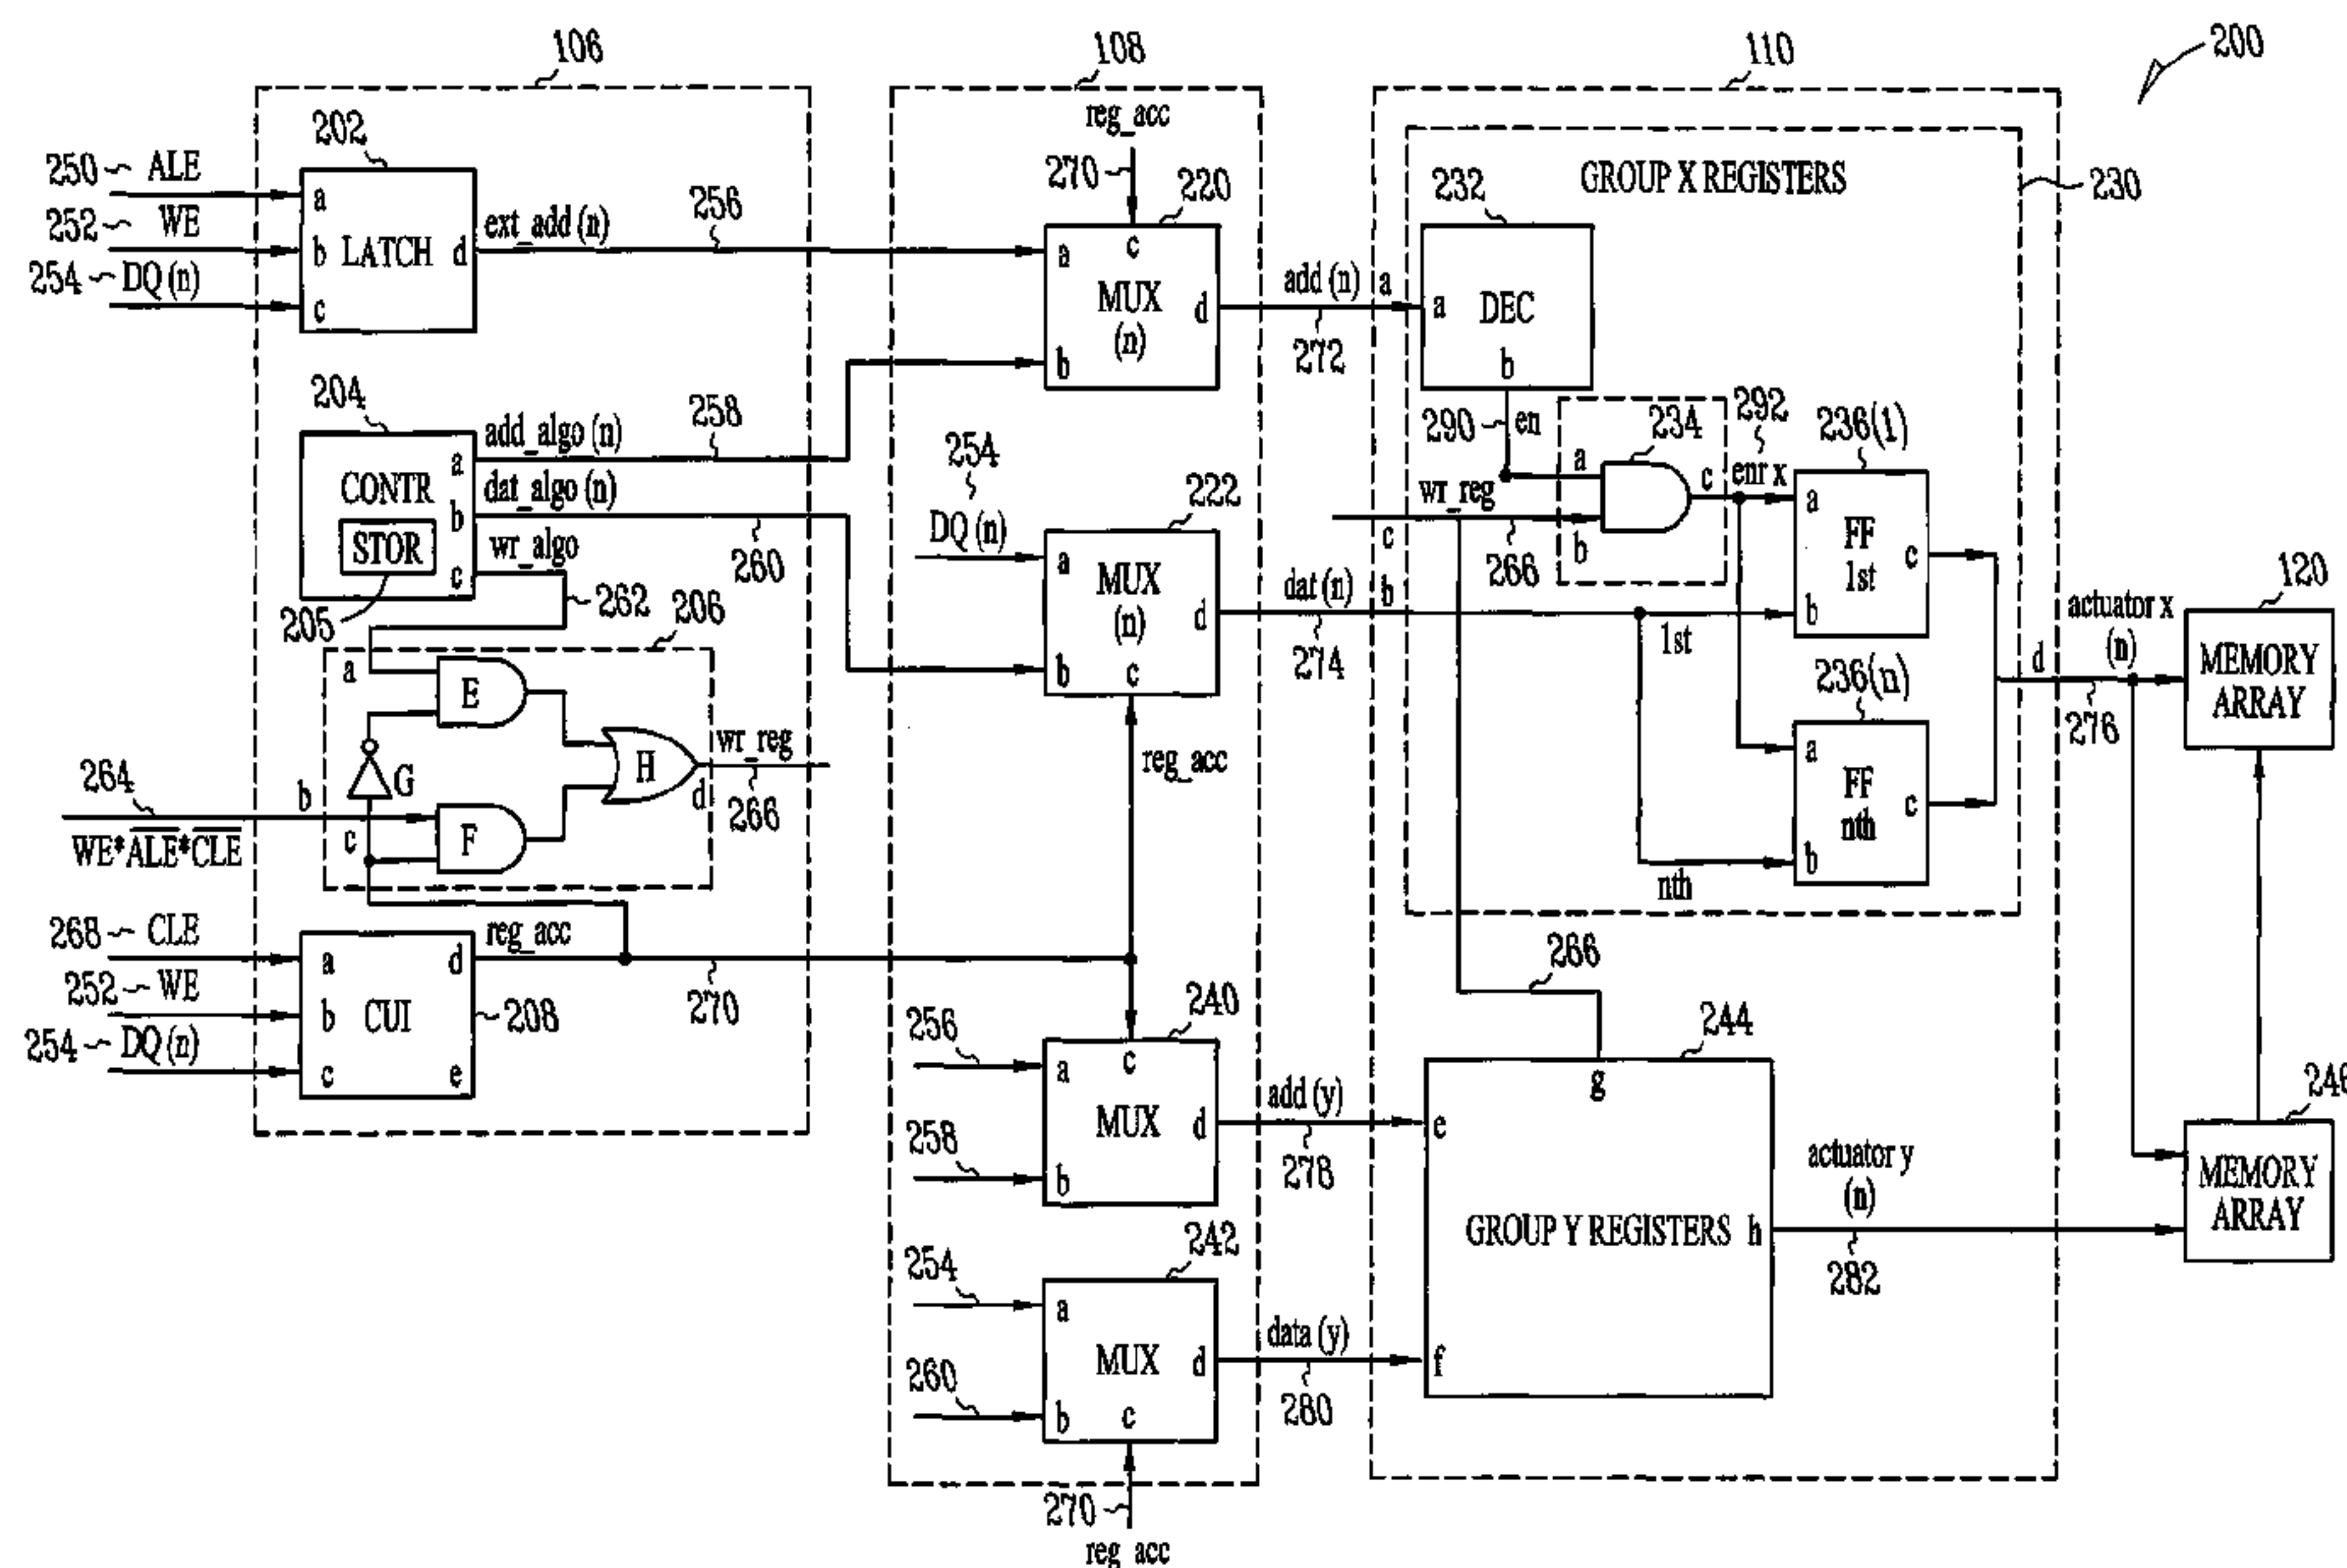 200
106
108
110
202
250 ALE
252 WE
254 DQ (n)
a
b LATCH d
c
ext_add (n)
256
reg_acc
270
220
a c
MUX
(n)
b d
add (n)
272
a
GROUP X REGISTERS
230
232
a DEC
b
290 en
204
CONTR
STOR
205
a
b
c
add_algo (n)
258
dat_algo (n)
260
wr_algo
262
254
DQ (n)
222
a
MUX
(n)
b d
c
dat (n)
274
b
reg_acc
wr_reg
266
c
234
a
b
c
292
enr x
236(1)
a
FF
1st
b
c
1st
236(n)
a
FF
nth
b
c
nth
d
actuator x
(n)
276
120
MEMORY
ARRAY
206
a
E
G
F
H
b
c
d
wr_reg
266
264
WE*ALE*CLE
268 CLE
252 WE
254 DQ (n)
a d
b CUI
c e
208
reg_acc
270
256
258
240
c
a
MUX
b d
add (y)
278
266
244
g
e
GROUP Y REGISTERS h
f
actuator y
(n)
282
246
MEMORY
ARRAY
254
260
242
a
MUX
b d
c
data (y)
280
270
reg_acc